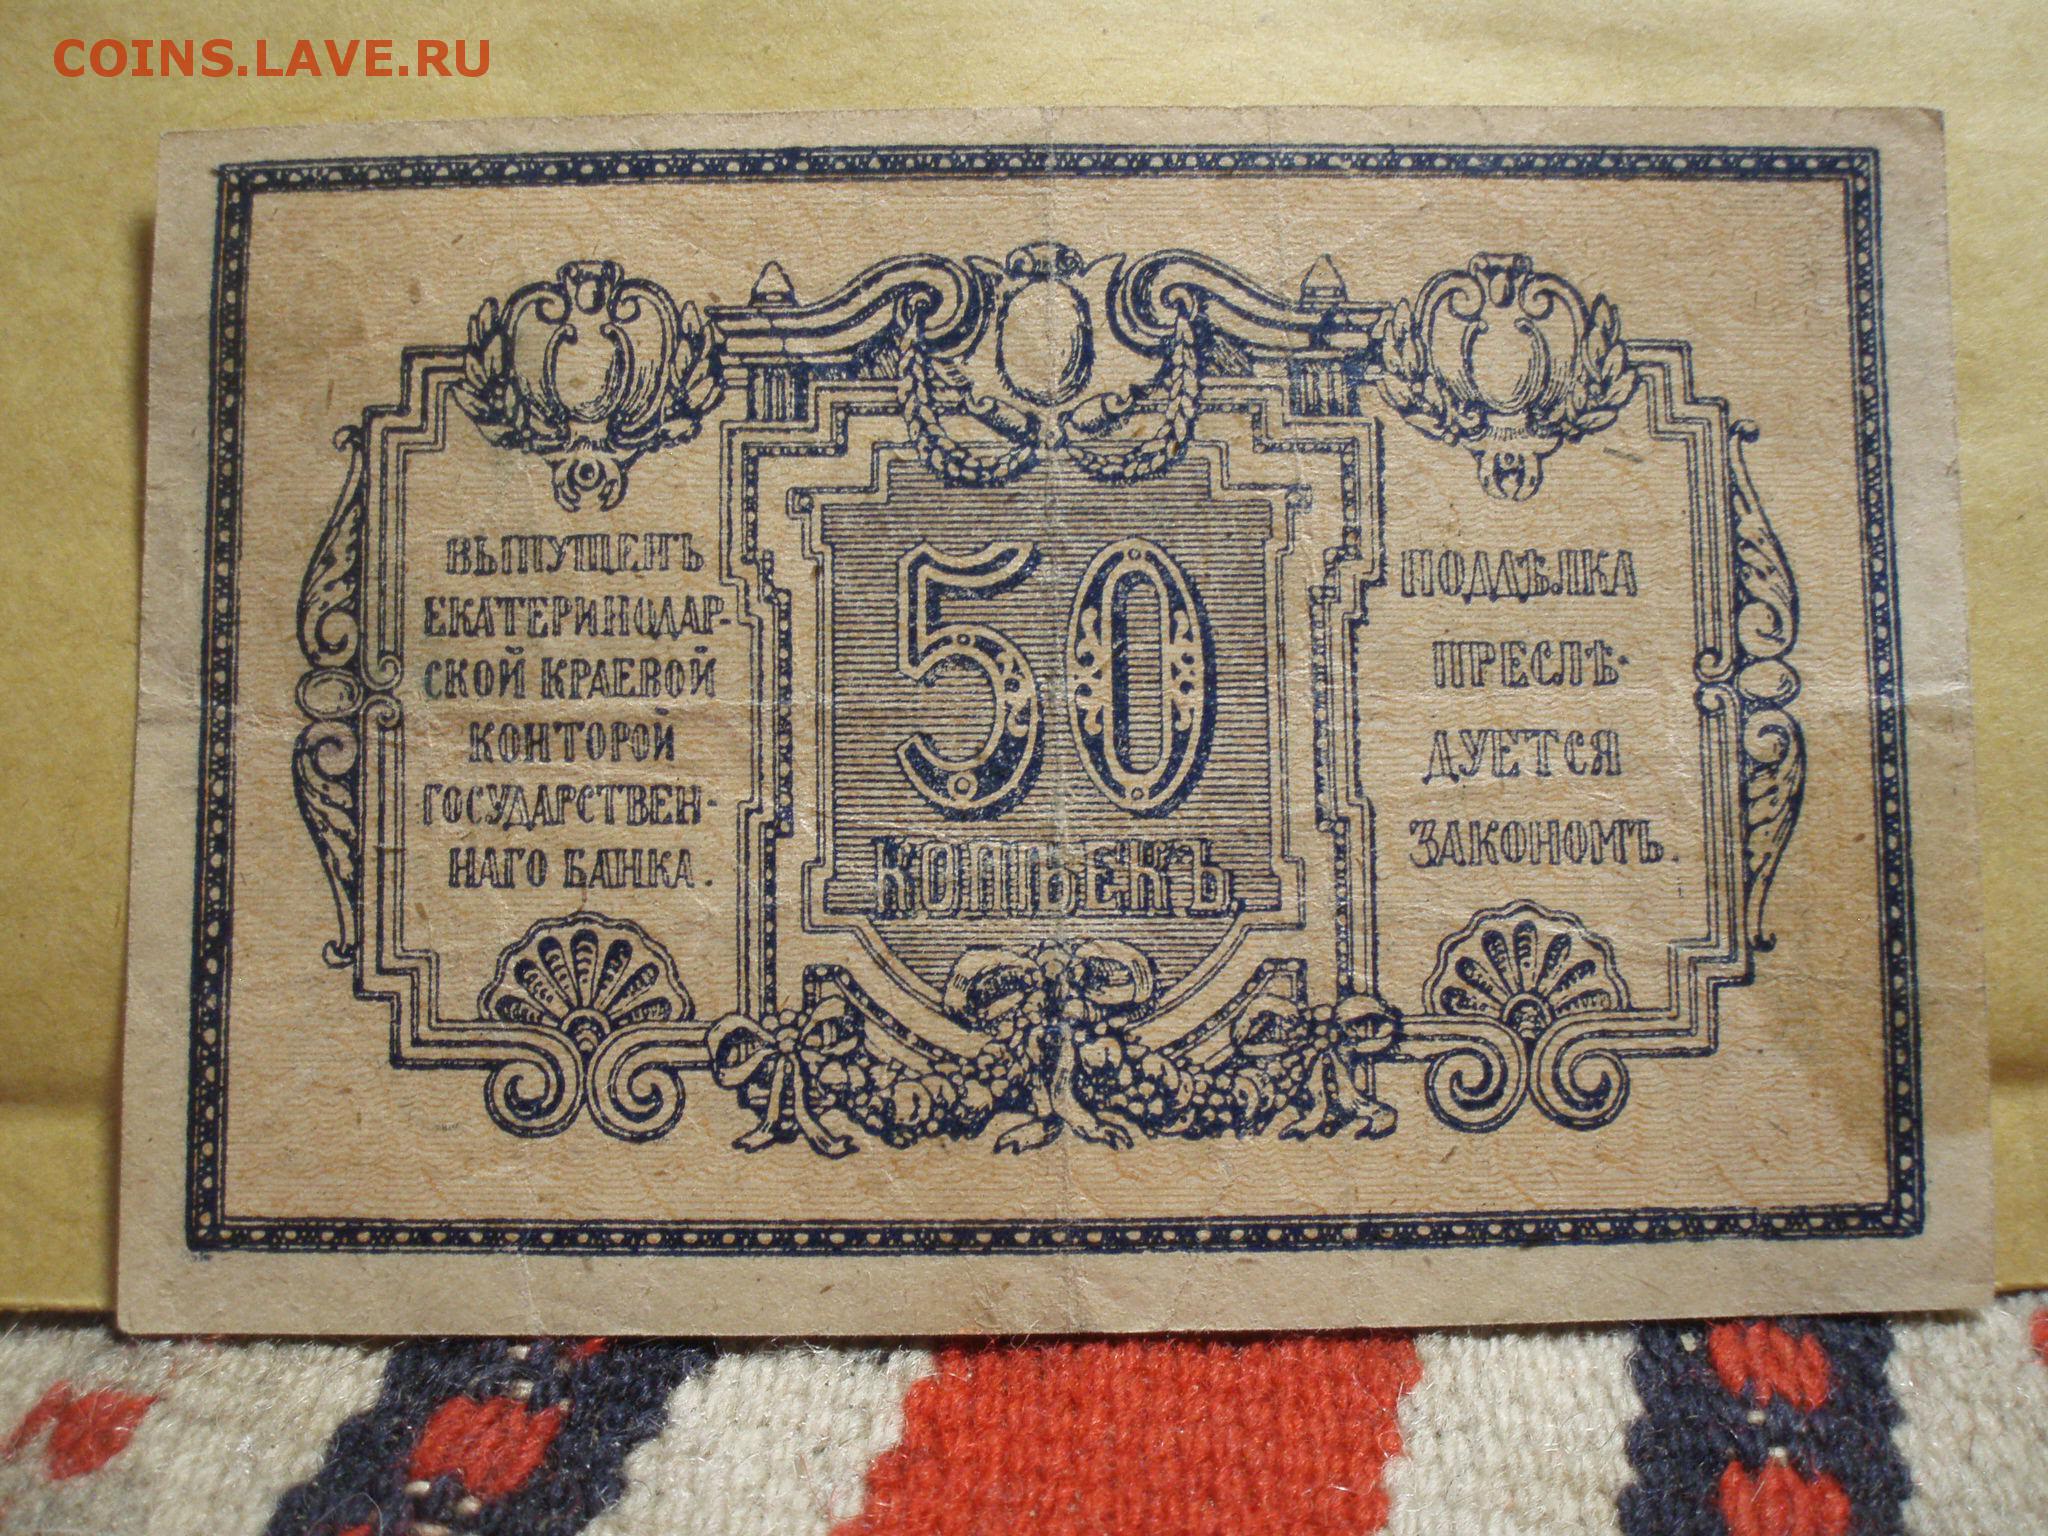 COINS.LAVE.RU
ВЫПУЩЕНЪ
ЕКАТЕРИНОДАР-
СКОЙ КРАЕВОЙ
КОНТОРОЙ
ГОСУДАРСТВЕН-
НАГО БАНКА.
50
КОПѢЕКЪ
ПОДДѢЛКА
ПРЕСЛѢ-
ДУЕТСЯ
ЗАКОНОМЪ.